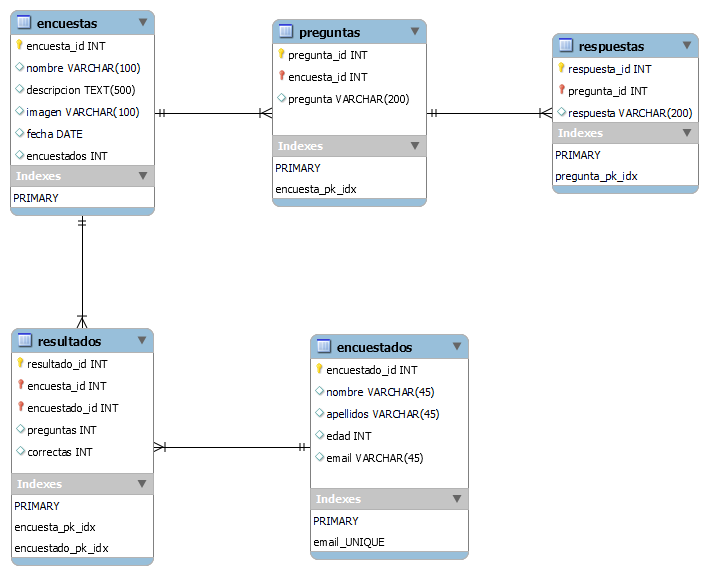 encuestas
encuesta_id INT
nombre VARCHAR(100)
descripcion TEXT(500)
imagen VARCHAR(100)
fecha DATE
encuestados INT
Indexes
PRIMARY
preguntas
pregunta_id INT
encuesta_id INT
pregunta VARCHAR(200)
Indexes
PRIMARY
encuesta_pk_idx
respuestas
respuesta_id INT
pregunta_id INT
respuesta VARCHAR(200)
Indexes
PRIMARY
pregunta_pk_idx
resultados
resultado_id INT
encuesta_id INT
encuestado_id INT
preguntas INT
correctas INT
Indexes
PRIMARY
encuesta_pk_idx
encuestado_pk_idx
encuestados
encuestado_id INT
nombre VARCHAR(45)
apellidos VARCHAR(45)
edad INT
email VARCHAR(45)
Indexes
PRIMARY
email_UNIQUE